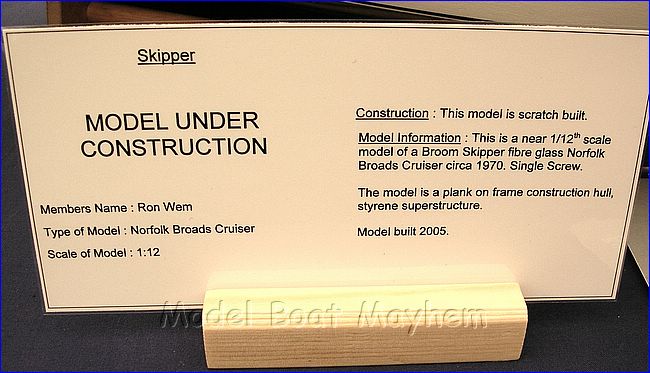 Skipper
MODEL UNDER
CONSTRUCTION
Members Name : Ron Wem
Type of Model : Norfolk Broads Cruiser
Scale of Model : 1:12
Construction : This model is scratch built.
Model Information : This is a near 1/12th scale
model of a Broom Skipper fibre glass Norfolk
Broads Cruiser circa 1970. Single Screw.
The model is a plank on frame construction hull,
styrene superstructure.
Model built 2005.
Model Boat Mayhem